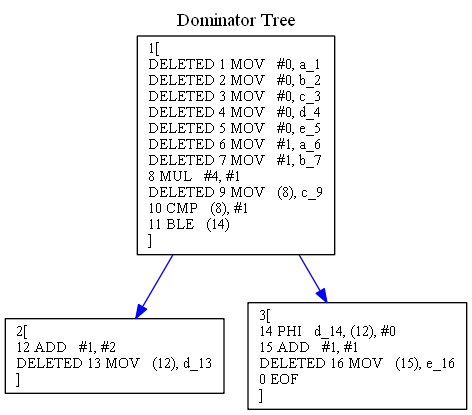 Dominator Tree
1[
DELETED 1 MOV #0, a_1
DELETED 2 MOV #0, b_2
DELETED 3 MOV #0, c_3
DELETED 4 MOV #0, d_4
DELETED 5 MOV #0, e_5
DELETED 6 MOV #1, a_6
DELETED 7 MOV #1, b_7
8 MUL #4, #1
DELETED 9 MOV (8), c_9
10 CMP (8), #1
11 BLE (14)
]
2[
12 ADD #1, #2
DELETED 13 MOV (12), d_13
]
3[
14 PHI d_14, (12), #0
15 ADD #1, #1
DELETED 16 MOV (15), e_16
0 EOF
]